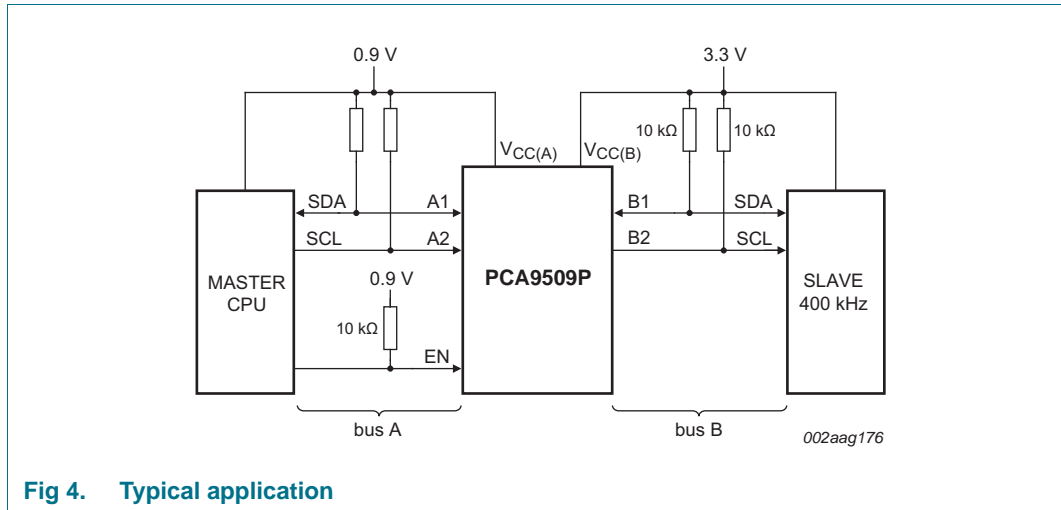 0.9 V
3.3 V
10 kΩ
10 kΩ
VCC(A)
VCC(B)
SDA
A1
B1
SDA
SCL
A2
B2
SCL
MASTER
CPU
0.9 V
PCA9509P
SLAVE
400 kHz
10 kΩ
EN
bus A
bus B
002aag176
Fig 4. Typical application